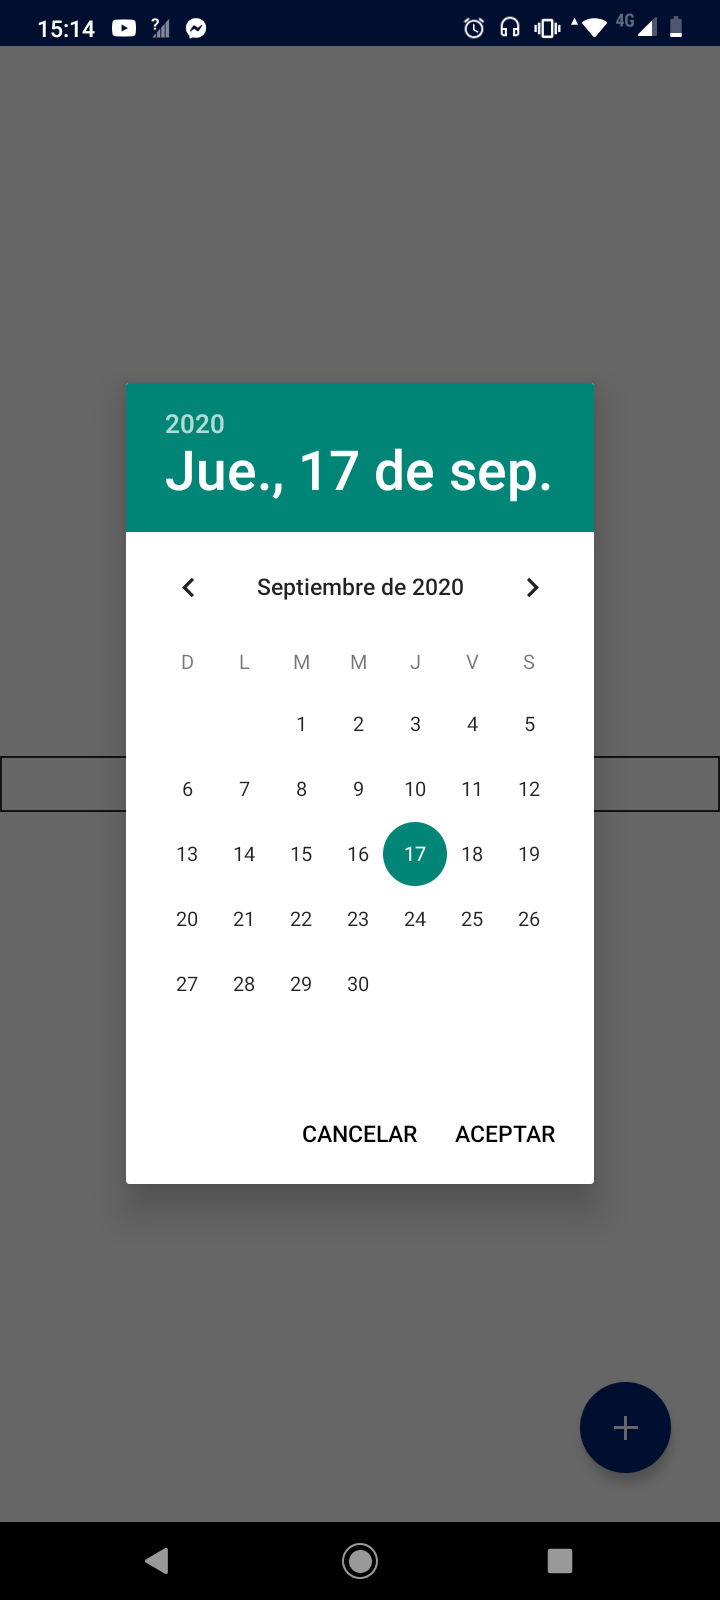 15:14 ? 4G
2020
Jue., 17 de sep.
Septiembre de 2020
D L M M J V S
1 2 3 4 5
6 7 8 9 10 11 12
13 14 15 16 17 18 19
20 21 22 23 24 25 26
27 28 29 30
CANCELAR ACEPTAR